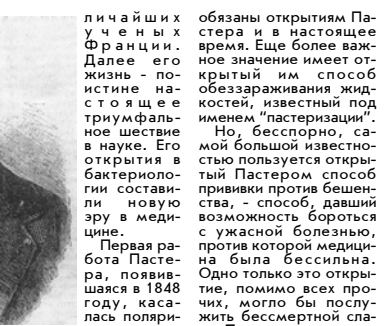 личайших
ученых
Франции.
Далее его
жизнь - по-
истине на-
стоящее
триумфаль-
ное шествие
в науке. Его
открытия в
бактериоло-
гии состави-
ли новую
эру в меди-
цине.
Первая ра-
бота Пасте-
ра, появив-
шаяся в 1848
году, каса-
лась поляри-
обязаны открытиям Па-
стера и в настоящее
время. Еще более важ-
ное значение имеет от-
крытый им способ
обеззараживания жид-
костей, известный под
именем "пастеризации".
Но, бесспорно, са-
мой большой известно-
стью пользуется откры-
тый Пастером способ
прививки против бешен-
ства, - способ, давший
возможность бороться
с ужасной болезнью,
против которой медици-
на была бессильна.
Одно только это откры-
тие, помимо всех про-
чих, могло бы послу-
жить бессмертной сла-